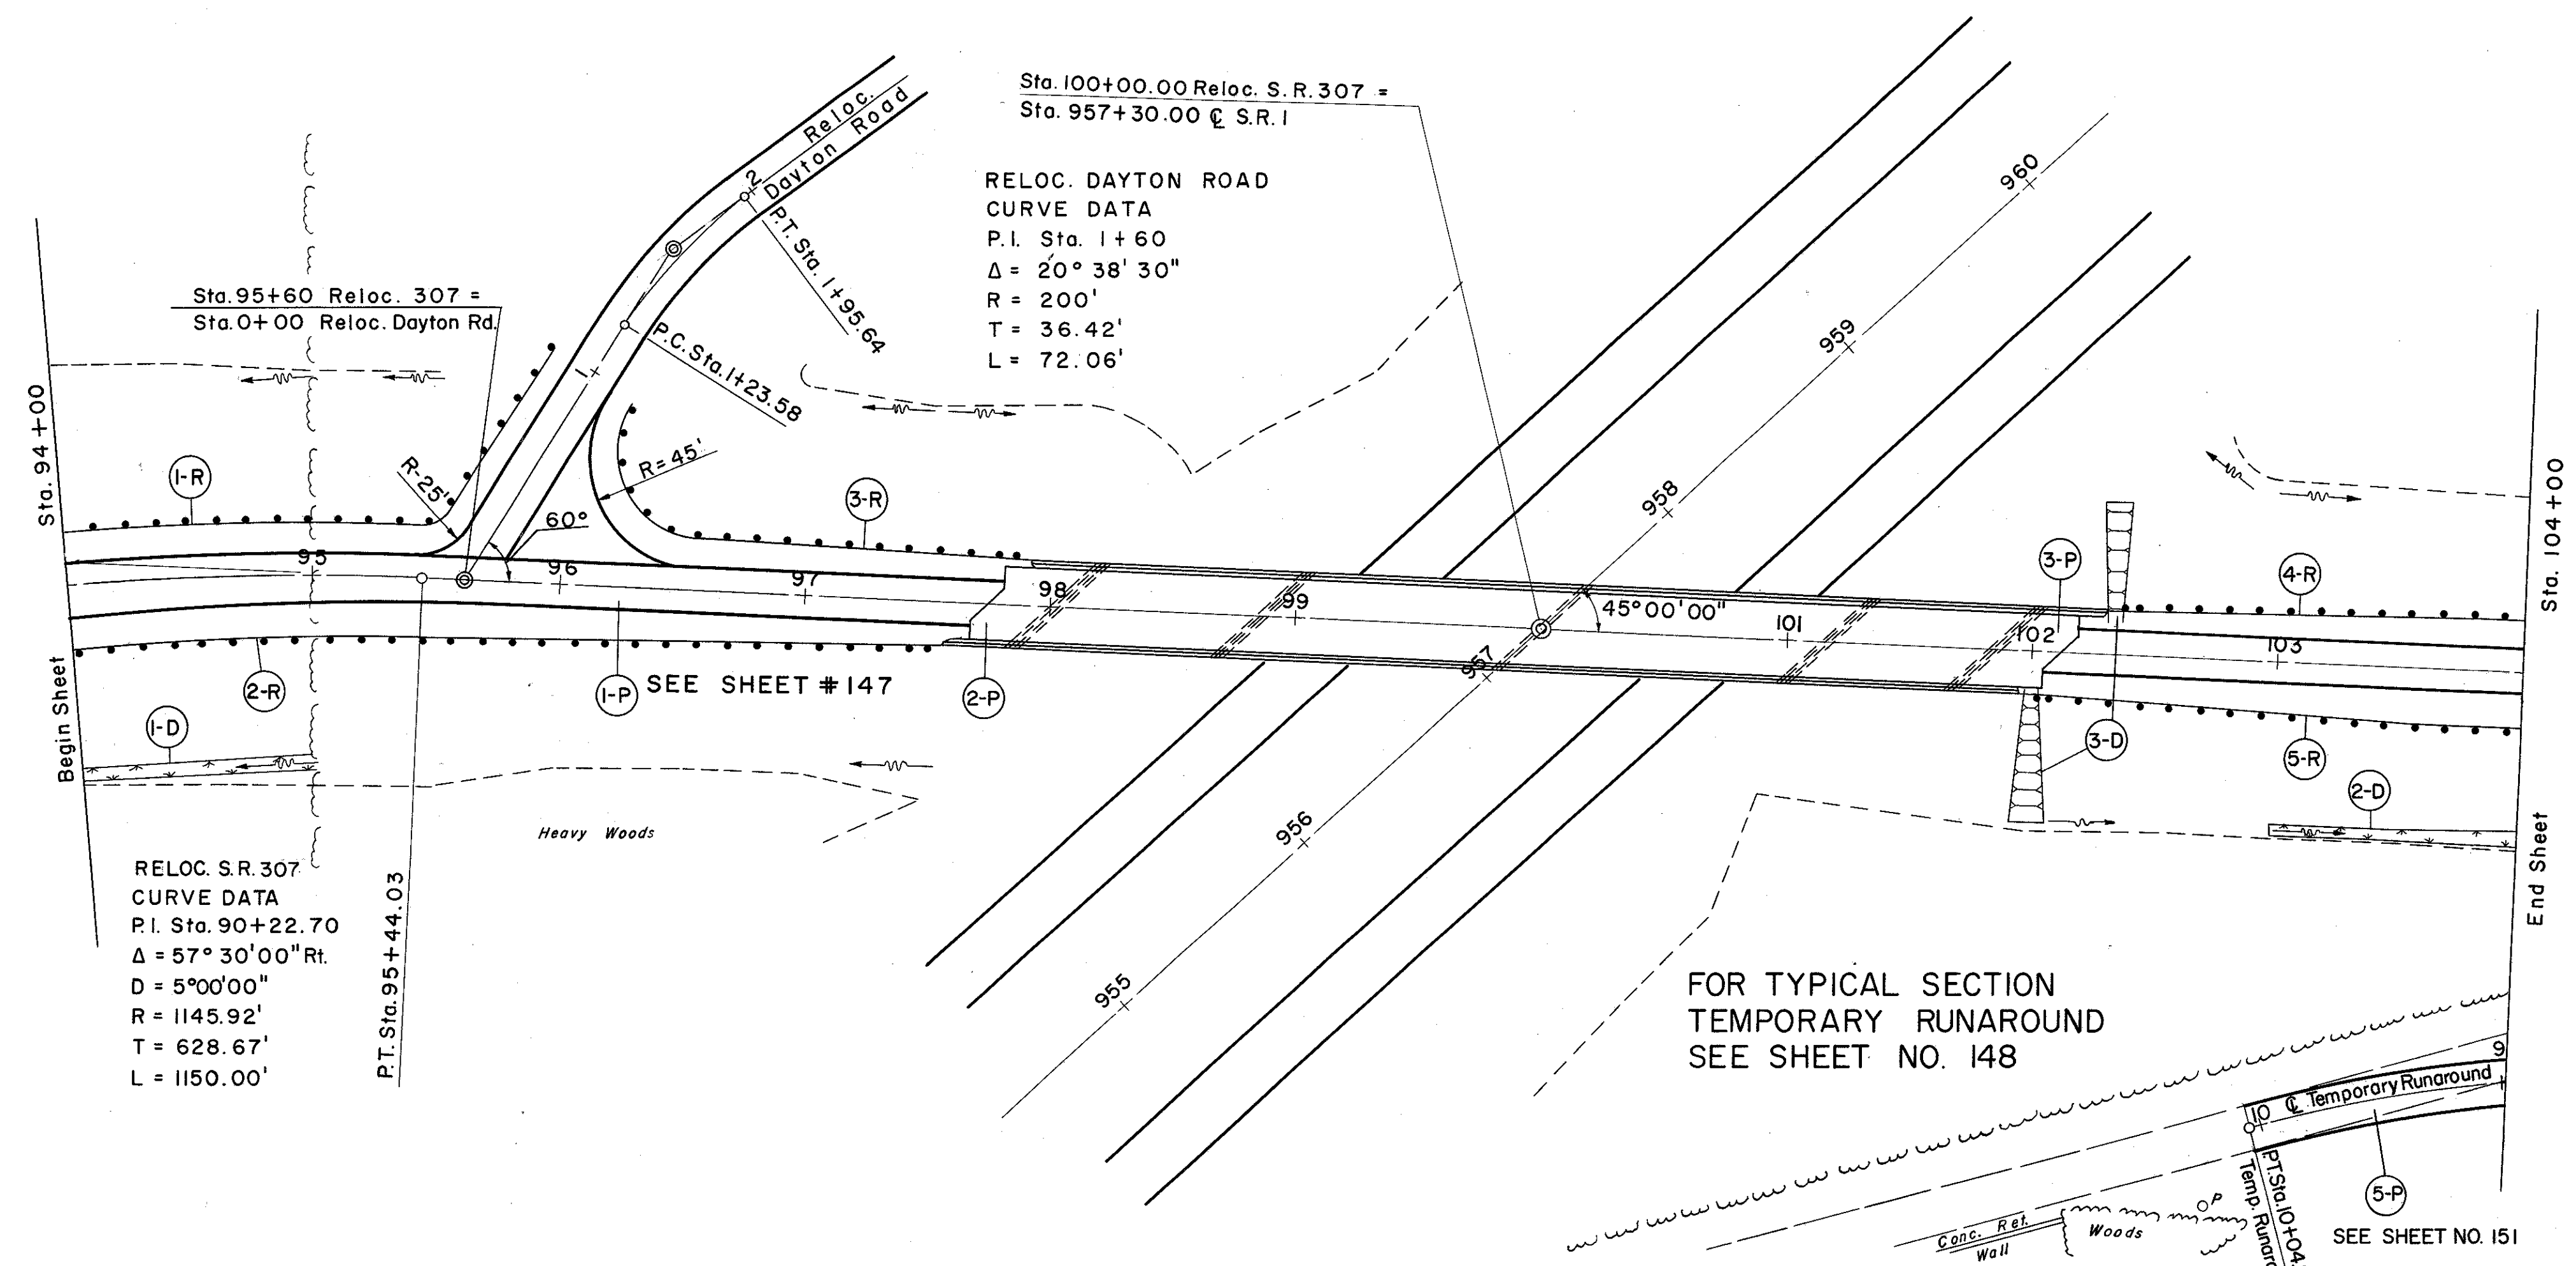 Sta. 100+00.00 Reloc. S.R. 307 =
Sta. 957+30.00 ℄ S.R. 1
Reloc.
Dayton Road
2
P.T. Sta. 1+95.64
P.C. Sta. 1+23.58
1
RELOC. DAYTON ROAD
CURVE DATA
P.I. Sta. 1+60
Δ = 20° 38' 30"
R = 200'
T = 36.42'
L = 72.06'
Sta. 95+60 Reloc. 307 =
Sta. 0+00 Reloc. Dayton Rd.
960
959
958
957
956
955
Sta. 94+00
Begin Sheet
Sta. 104+00
End Sheet
1-R
R-25'
R=45'
60°
3-R
3-P
4-R
95
96
97
98
99
45°00'00"
101
102
103
2-R
1-P
SEE SHEET #147
2-P
3-D
5-R
1-D
2-D
Heavy Woods
RELOC. S.R. 307
CURVE DATA
P.I. Sta. 90+22.70
Δ = 57° 30' 00" Rt.
D = 5°00'00"
R = 1145.92'
T = 628.67'
L = 1150.00'
P.T. Sta. 95+44.03
FOR TYPICAL SECTION
TEMPORARY RUNAROUND
SEE SHEET NO. 148
9
10 ℄ Temporary Runaround
P.T. Sta. 10+04
Temp. Runar
5-P
P
Conc. Ret.
Wall
Woods
SEE SHEET NO. 151